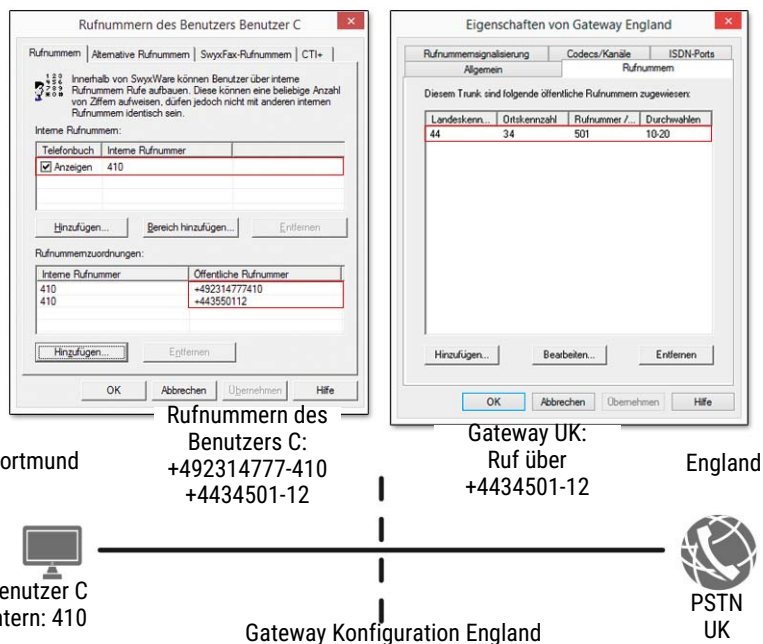 Rufnummern des Benutzers Benutzer C
Rufnummern
Alternative Rufnummern
SwyxFax-Rufnummern
CTI+
Innerhalb von SwyxWare können Benutzer über interne
Rufnummern Rufe aufbauen. Diese können eine beliebige Anzahl
von Ziffern aufweisen, dürfen jedoch nicht mit anderen internen
Rufnummern identisch sein.
Interne Rufnummern:
Telefonbuch Interne Rufnummer
Anzeigen 410
Hinzufügen... Bereich hinzufügen... Entfernen
Rufnummernzuordnungen:
Interne Rufnummer Öffentliche Rufnummer
410 +492314777410
410 +443550112
Hinzufügen... Entfernen
OK Abbrechen Übernehmen Hilfe
Eigenschaften von Gateway England
Rufnummernsignalisierung Codecs/Kanäle ISDN-Ports
Allgemein Rufnummern
Diesem Trunk sind folgende öffentliche Rufnummern zugewiesen:
Landeskenn... Ortskennzahl Rufnummer /... Durchwahlen
44 34 501 10-20
Hinzufügen... Bearbeiten... Entfernen
OK Abbrechen Übernehmen Hilfe
Rufnummern des
Benutzers C:
+492314777-410
+4434501-12
Gateway UK:
Ruf über
+4434501-12
ortmund
England
enutzer C
ntern: 410
PSTN
UK
Gateway Konfiguration England